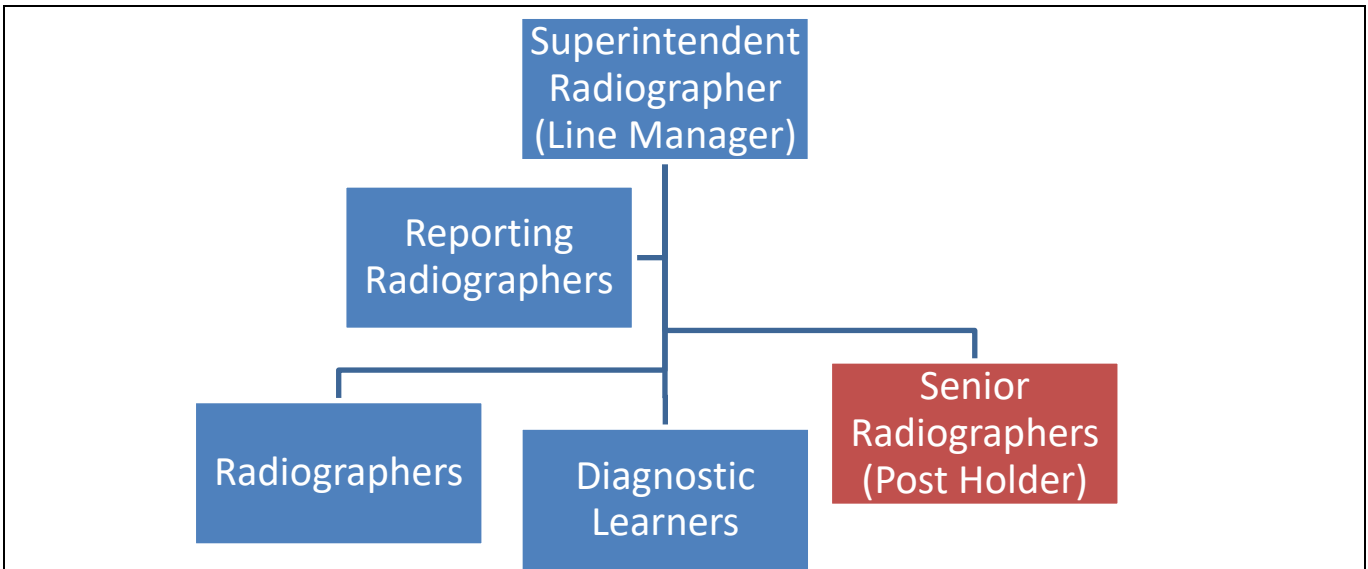 Superintendent
Radiographer
(Line Manager)
Reporting
Radiographers
Senior
Radiographers
(Post Holder)
Radiographers
Diagnostic
Learners